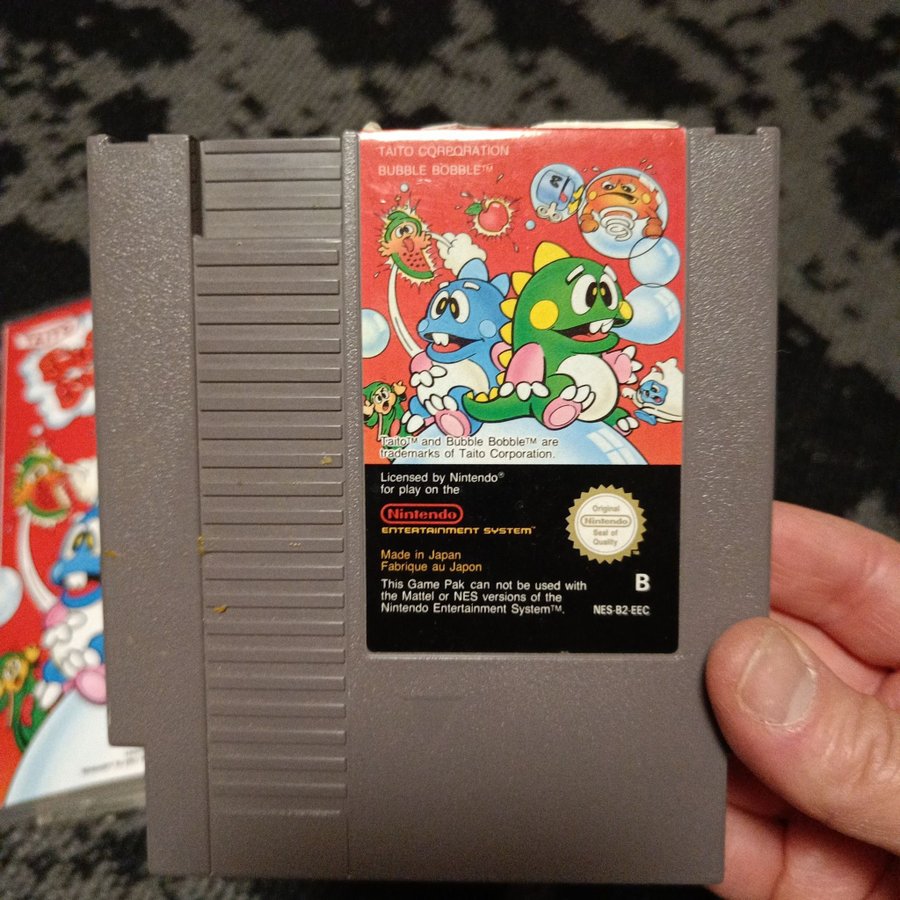 TAITO CORPORATION
BUBBLE BOBBLE™
Taito™ and Bubble Bobble™ are
trademarks of Taito Corporation.
Licensed by Nintendo®
for play on the
Nintendo
ENTERTAINMENT SYSTEM™
Original
Nintendo
Seal of
Quality
Made in Japan
Fabrique au Japon
This Game Pak can not be used with
the Mattel or NES versions of the
Nintendo Entertainment System™.
B
NES-B2-EEC
TAITO